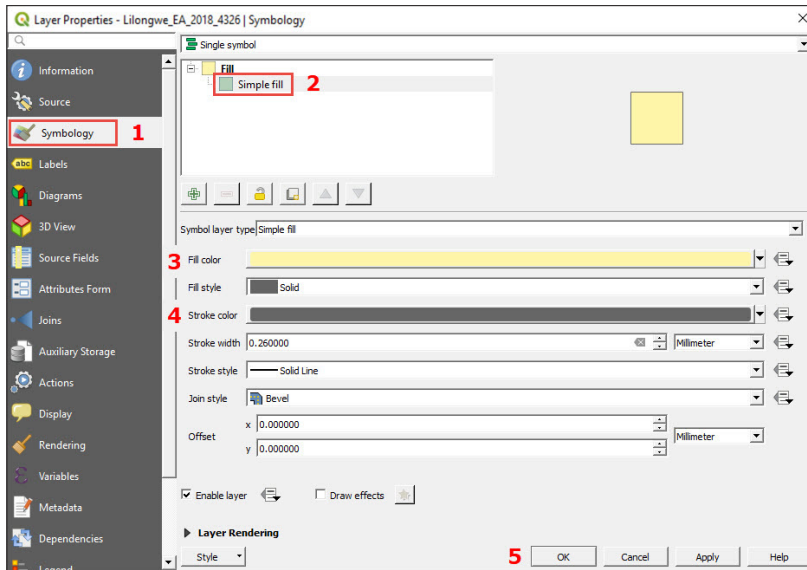 Layer Properties - Lilongwe_EA_2018_4326 | Symbology
Single symbol
Information
Source
Symbology 1
abc Labels
Diagrams
3D View
Source Fields
Attributes Form
Joins
Auxiliary Storage
Actions
Display
Rendering
Variables
Metadata
Dependencies
Legend
Fill
Simple fill 2
Symbol layer type Simple fill
3 Fill color
Fill style Solid
4 Stroke color
Stroke width 0.260000 Millimeter
Stroke style Solid Line
Join style Bevel
Offset
x 0.000000
y 0.000000
Millimeter
Enable layer
Draw effects
Layer Rendering
Style
5 OK Cancel Apply Help